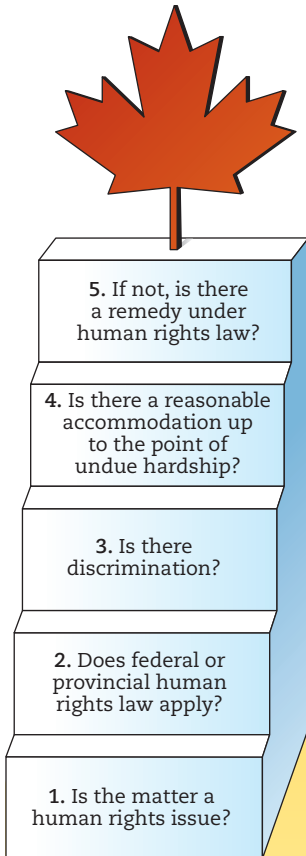 5. If not, is there
a remedy under
human rights law?
4. Is there a reasonable
accommodation up
to the point of
undue hardship?
3. Is there
discrimination?
2. Does federal or
provincial human
rights law apply?
1. Is the matter a
human rights issue?